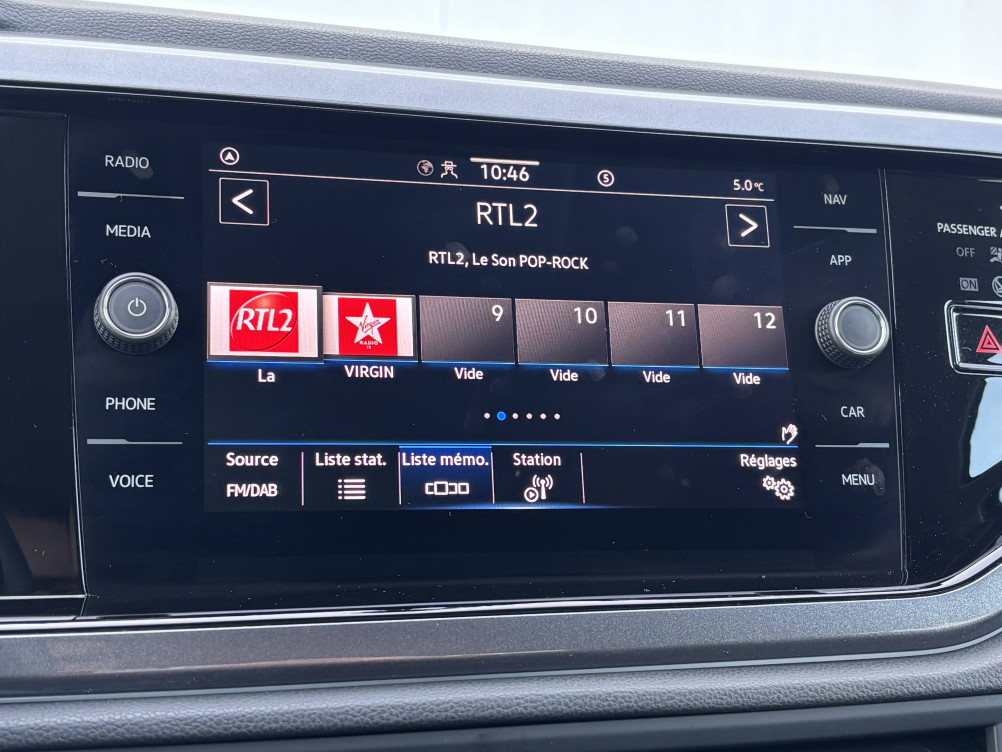 RADIO
MEDIA
PHONE
VOICE
10:46
S
5.0°C
<
RTL2
>
RTL2, Le Son POP-ROCK
RTL2
Virgin
RADIO
9
10
11
12
La
VIRGIN
Vide
Vide
Vide
Vide
Source
FM/DAB
Liste stat.
Liste mémo.
Station
Réglages
NAV
APP
CAR
MENU
PASSENGER
OFF
ON